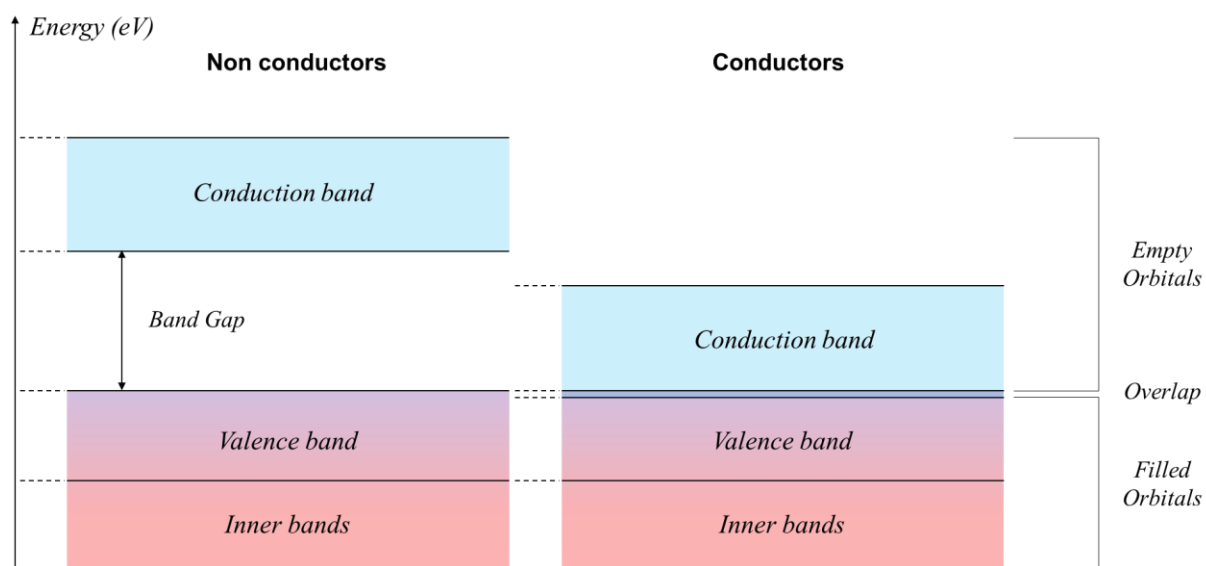 Energy (eV)
Non conductors
Conductors
Conduction band
Band Gap
Valence band
Inner bands
Conduction band
Valence band
Inner bands
Empty
Orbitals
Overlap
Filled
Orbitals